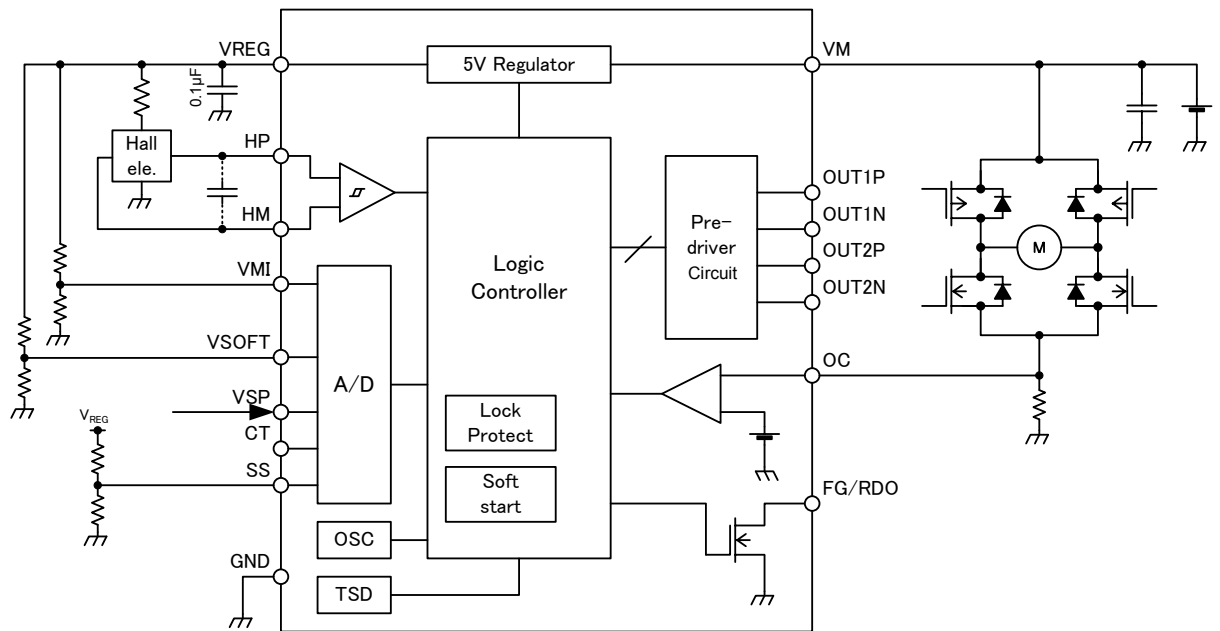 VREG
VM
5V Regulator
0.1µF
Hall
ele.
HP
HM
OUT1P
OUT1N
OUT2P
OUT2N
Pre-
driver
Circuit
M
Logic
Controller
VMI
VSOFT
OC
A/D
VSP
CT
SS
VREG
Lock
Protect
Soft
start
FG/RDO
OSC
GND
TSD